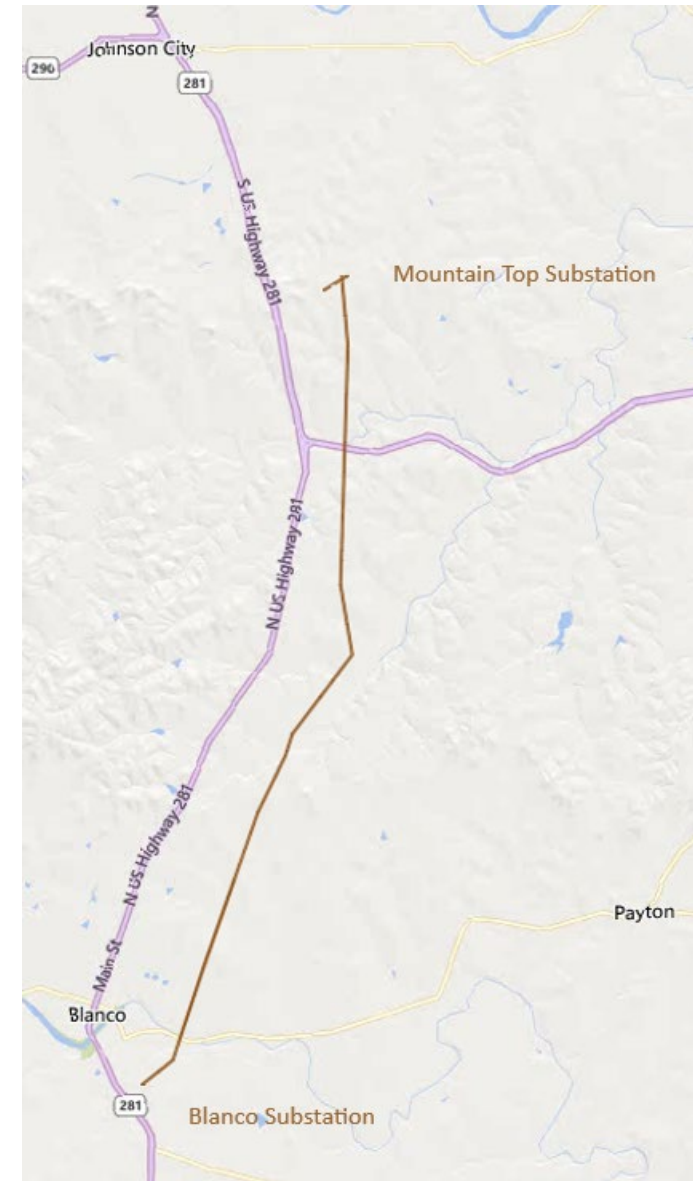 N
Johnson City
290
281
S US Highway 281
Mountain Top Substation
N US Highway 281
N US Highway 281
Payton
Main St
Blanco
281
Blanco Substation